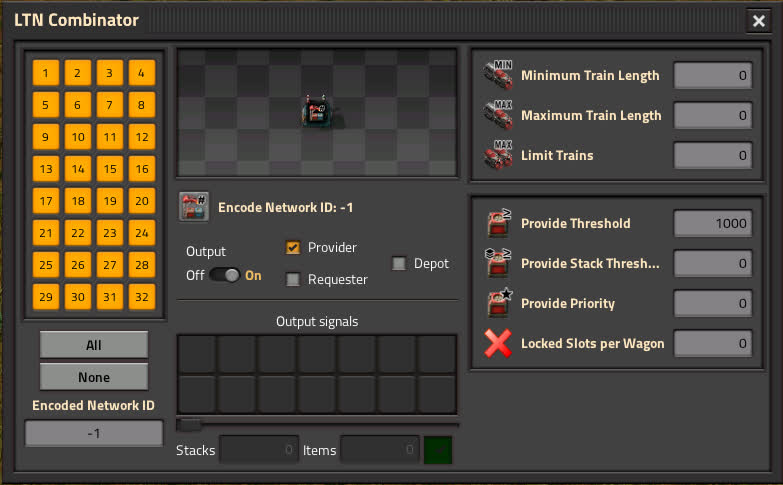 LTN Combinator
1 2 3 4
5 6 7 8
9 10 11 12
13 14 15 16
17 18 19 20
21 22 23 24
25 26 27 28
29 30 31 32
All
None
Encoded Network ID
-1
Encode Network ID: -1
Output
Off On
Provider
Requester
Depot
Output signals
Stacks 0 Items 0
MIN
Minimum Train Length 0
MAX
Maximum Train Length 0
MAX
Limit Trains 0
Provide Threshold 1000
Provide Stack Thresh... 0
Provide Priority 0
Locked Slots per Wagon 0